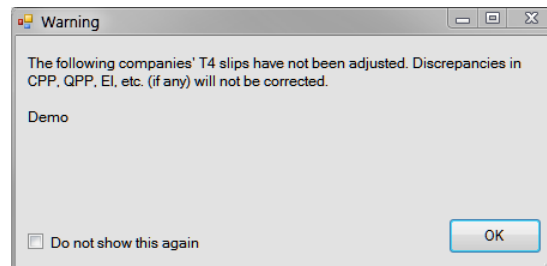 Warning
The following companies' T4 slips have not been adjusted. Discrepancies in
CPP, QPP, EI, etc. (if any) will not be corrected.
Demo
Do not show this again
OK